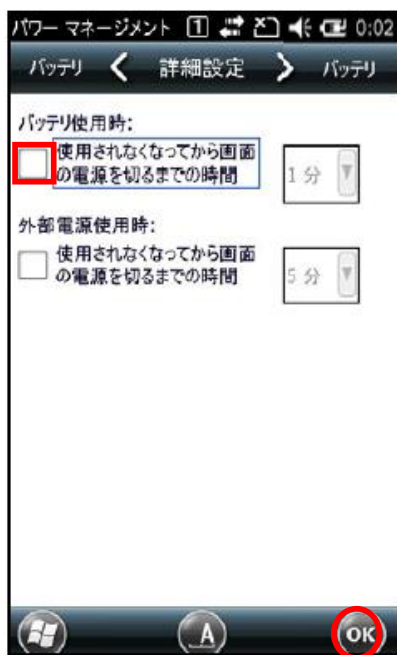 パワー マネージメント 1 0:02
バッテリ 詳細設定 バッテリ
バッテリ使用時:
使用されなくなってから画面
の電源を切るまでの時間
1 分
外部電源使用時:
使用されなくなってから画面
の電源を切るまでの時間
5 分
A OK